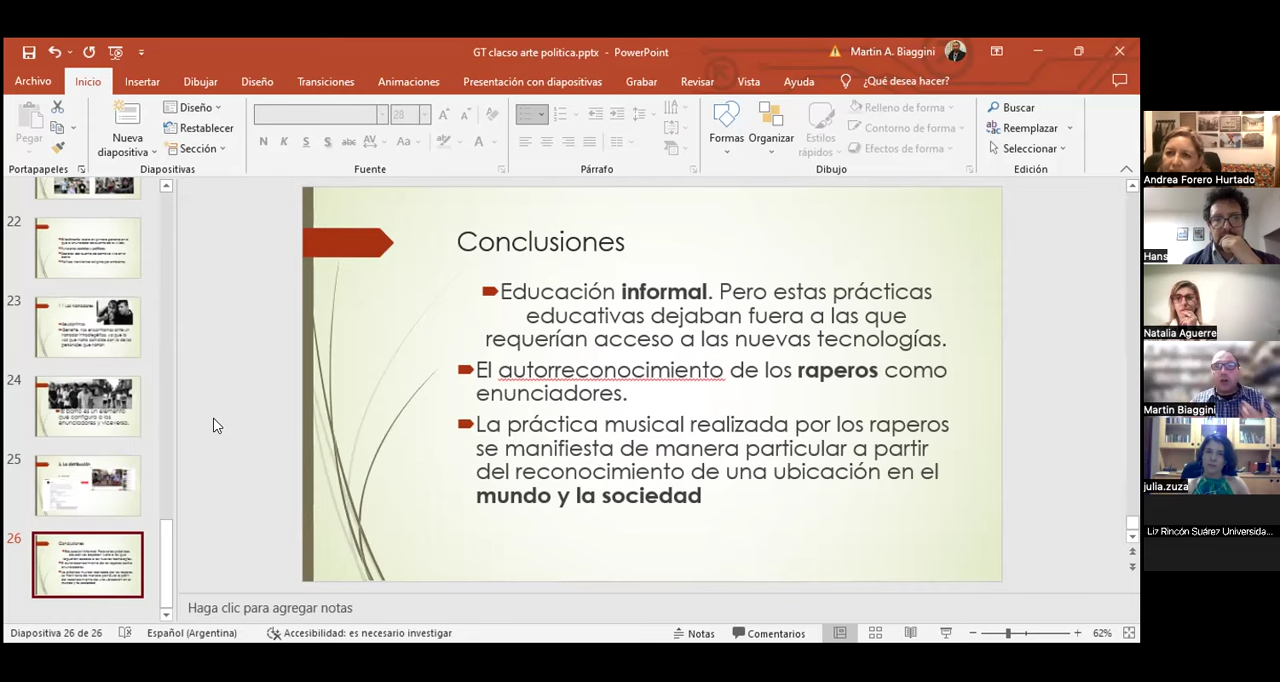 GT clacso arte politica.pptx - PowerPoint
Martin A. Biaggini
Archivo
Inicio
Insertar
Dibujar
Diseño
Transiciones
Animaciones
Presentación con diapositivas
Grabar
Revisar
Vista
Ayuda
¿Qué desea hacer?
Pegar
Nueva
diapositiva
Diseño
Restablecer
Sección
28
N K S S abc AV Aa A
Formas
Organizar
Estilos
rápidos
Relleno de forma
Contorno de forma
Efectos de forma
Buscar
Reemplazar
Seleccionar
Portapapeles
Diapositivas
Fuente
Párrafo
Dibujo
Edición
22
23
24
25
26
Conclusiones
Educación informal. Pero estas prácticas
educativas dejaban fuera a las que
requerían acceso a las nuevas tecnologías.
El autorreconocimiento de los raperos como
enunciadores.
La práctica musical realizada por los raperos
se manifiesta de manera particular a partir
del reconocimiento de una ubicación en el
mundo y la sociedad
Haga clic para agregar notas
Diapositiva 26 de 26
Español (Argentina)
Accesibilidad: es necesario investigar
Notas
Comentarios
62%
Andrea Forero Hurtado
Hans
Natalia Aguerre
Martin Biaggini
julia.zuza
Liz Rincón Suárez Universida...